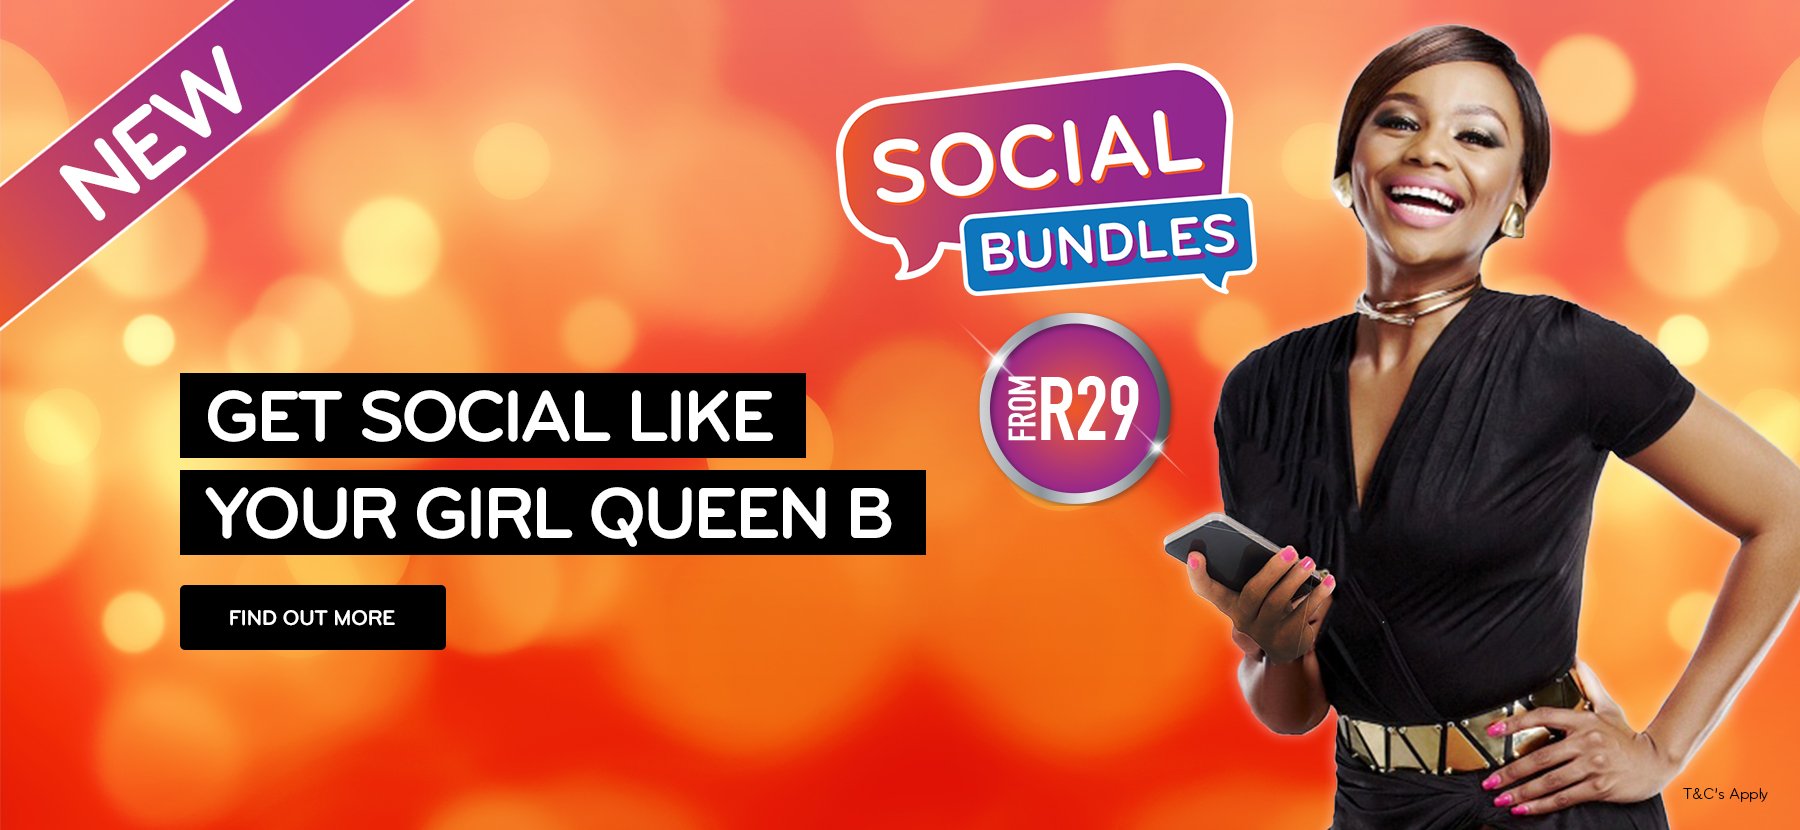 NEW
SOCIAL
BUNDLES
FROM R29
GET SOCIAL LIKE
YOUR GIRL QUEEN B
FIND OUT MORE
T&C's Apply